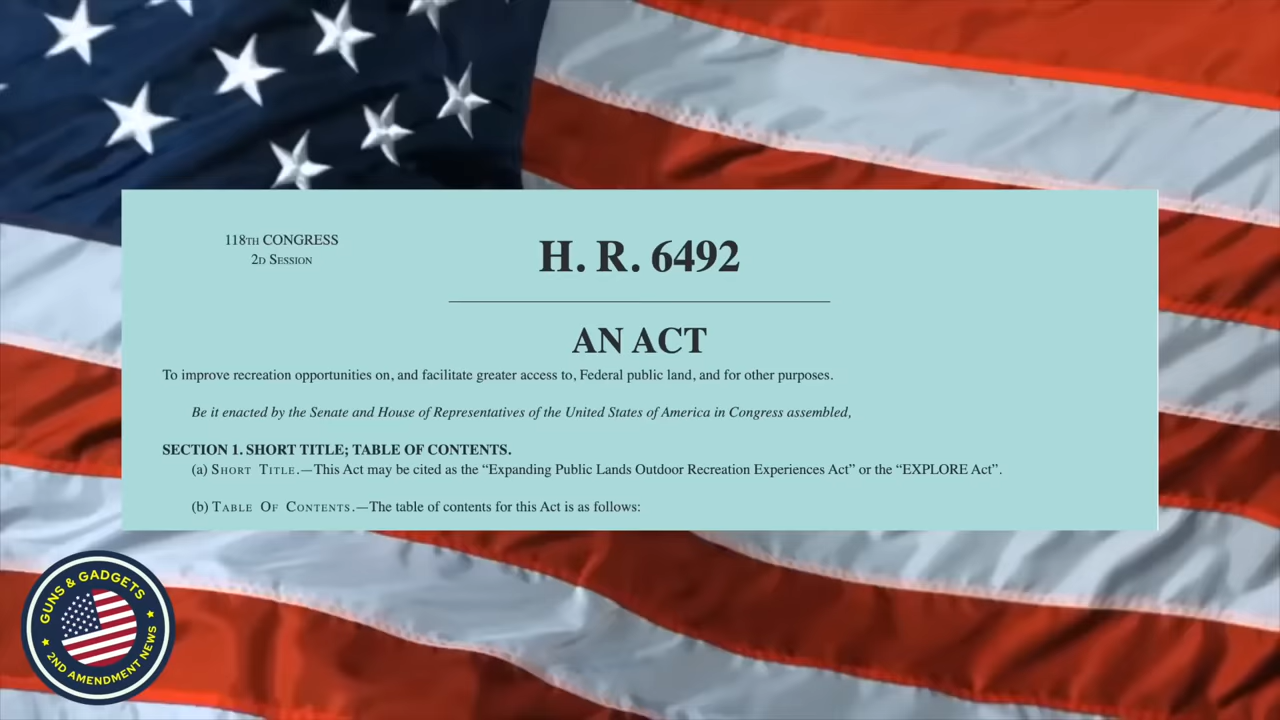 118TH CONGRESS
2D SESSION
H. R. 6492
AN ACT
To improve recreation opportunities on, and facilitate greater access to, Federal public land, and for other purposes.
Be it enacted by the Senate and House of Representatives of the United States of America in Congress assembled,
SECTION 1. SHORT TITLE; TABLE OF CONTENTS.
(a) SHORT TITLE.—This Act may be cited as the “Expanding Public Lands Outdoor Recreation Experiences Act” or the “EXPLORE Act”.
(b) TABLE OF CONTENTS.—The table of contents for this Act is as follows:
GUNS & GADGETS
2ND AMENDMENT NEWS